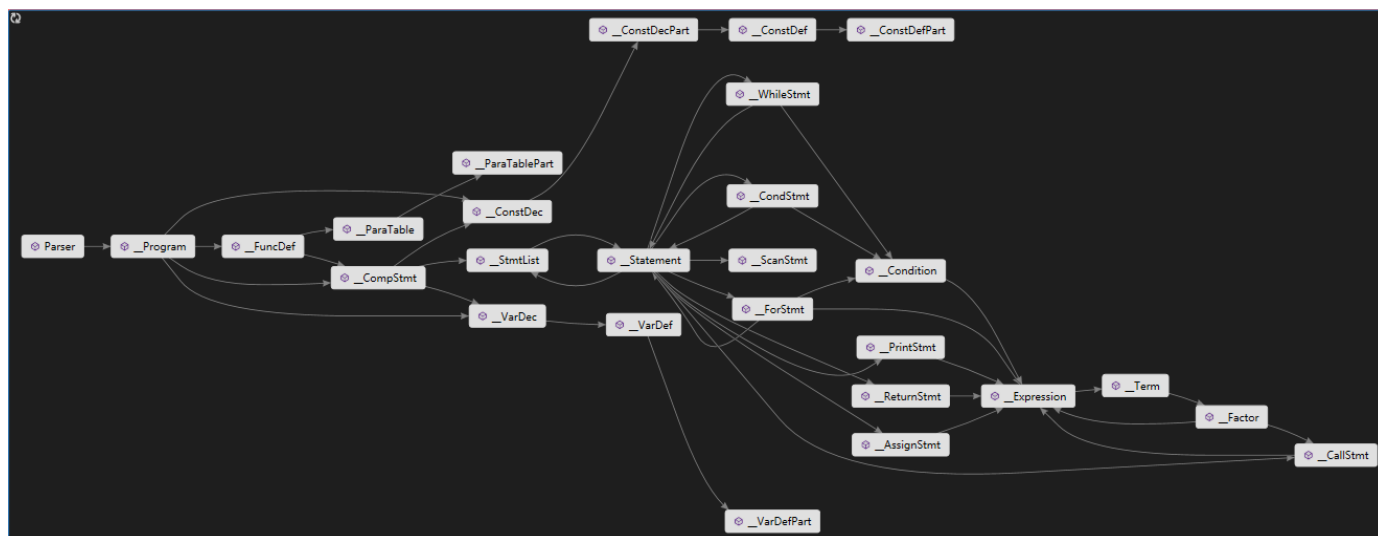 __ConstDecPart
__ConstDef
__ConstDefPart
__WhileStmt
__ParaTablePart
__CondStmt
__ConstDec
__ParaTable
Parser
__Program
__FuncDef
__StmtList
__Statement
__ScanStmt
__CompStmt
__Condition
__ForStmt
__VarDec
__VarDef
__PrintStmt
__Term
__ReturnStmt
__Expression
__Factor
__AssignStmt
__CallStmt
__VarDefPart